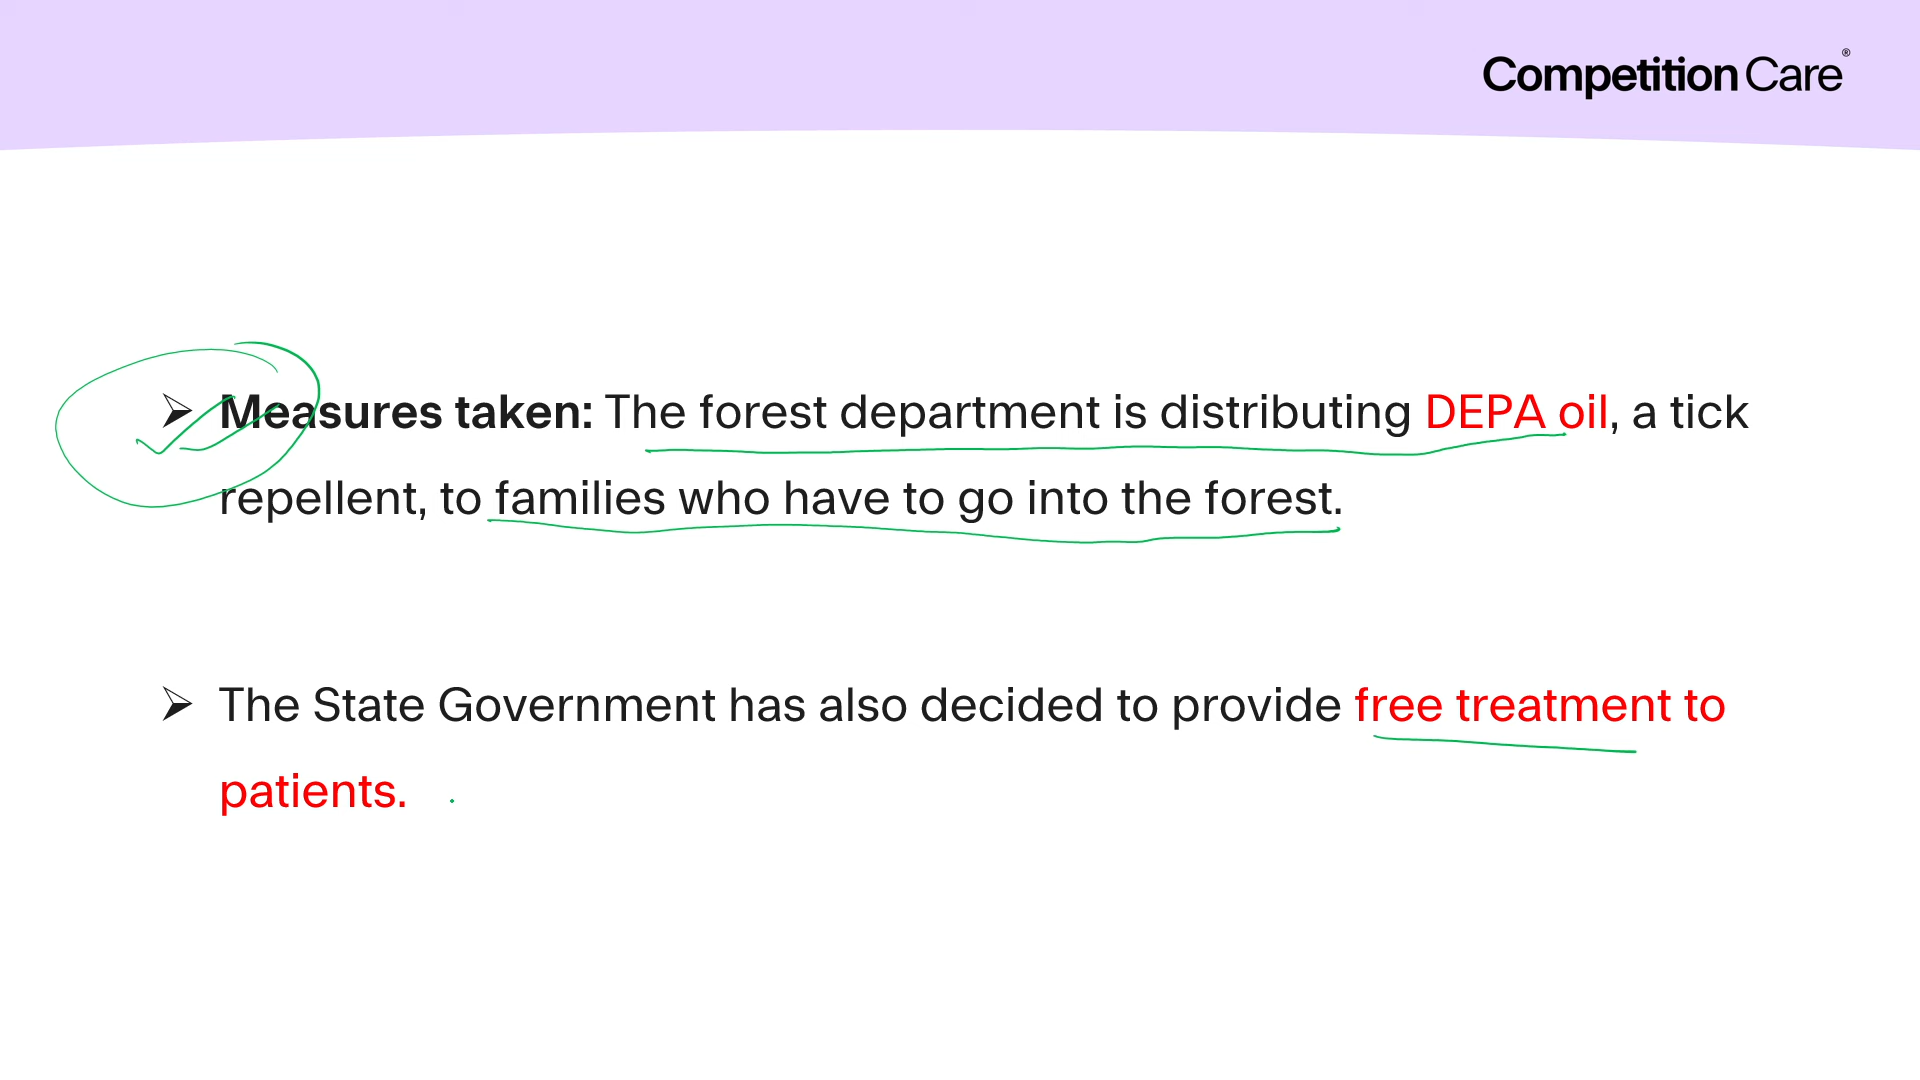 Competition Care®
➢ Measures taken: The forest department is distributing DEPA oil, a tick
repellent, to families who have to go into the forest.
➢ The State Government has also decided to provide free treatment to
patients.